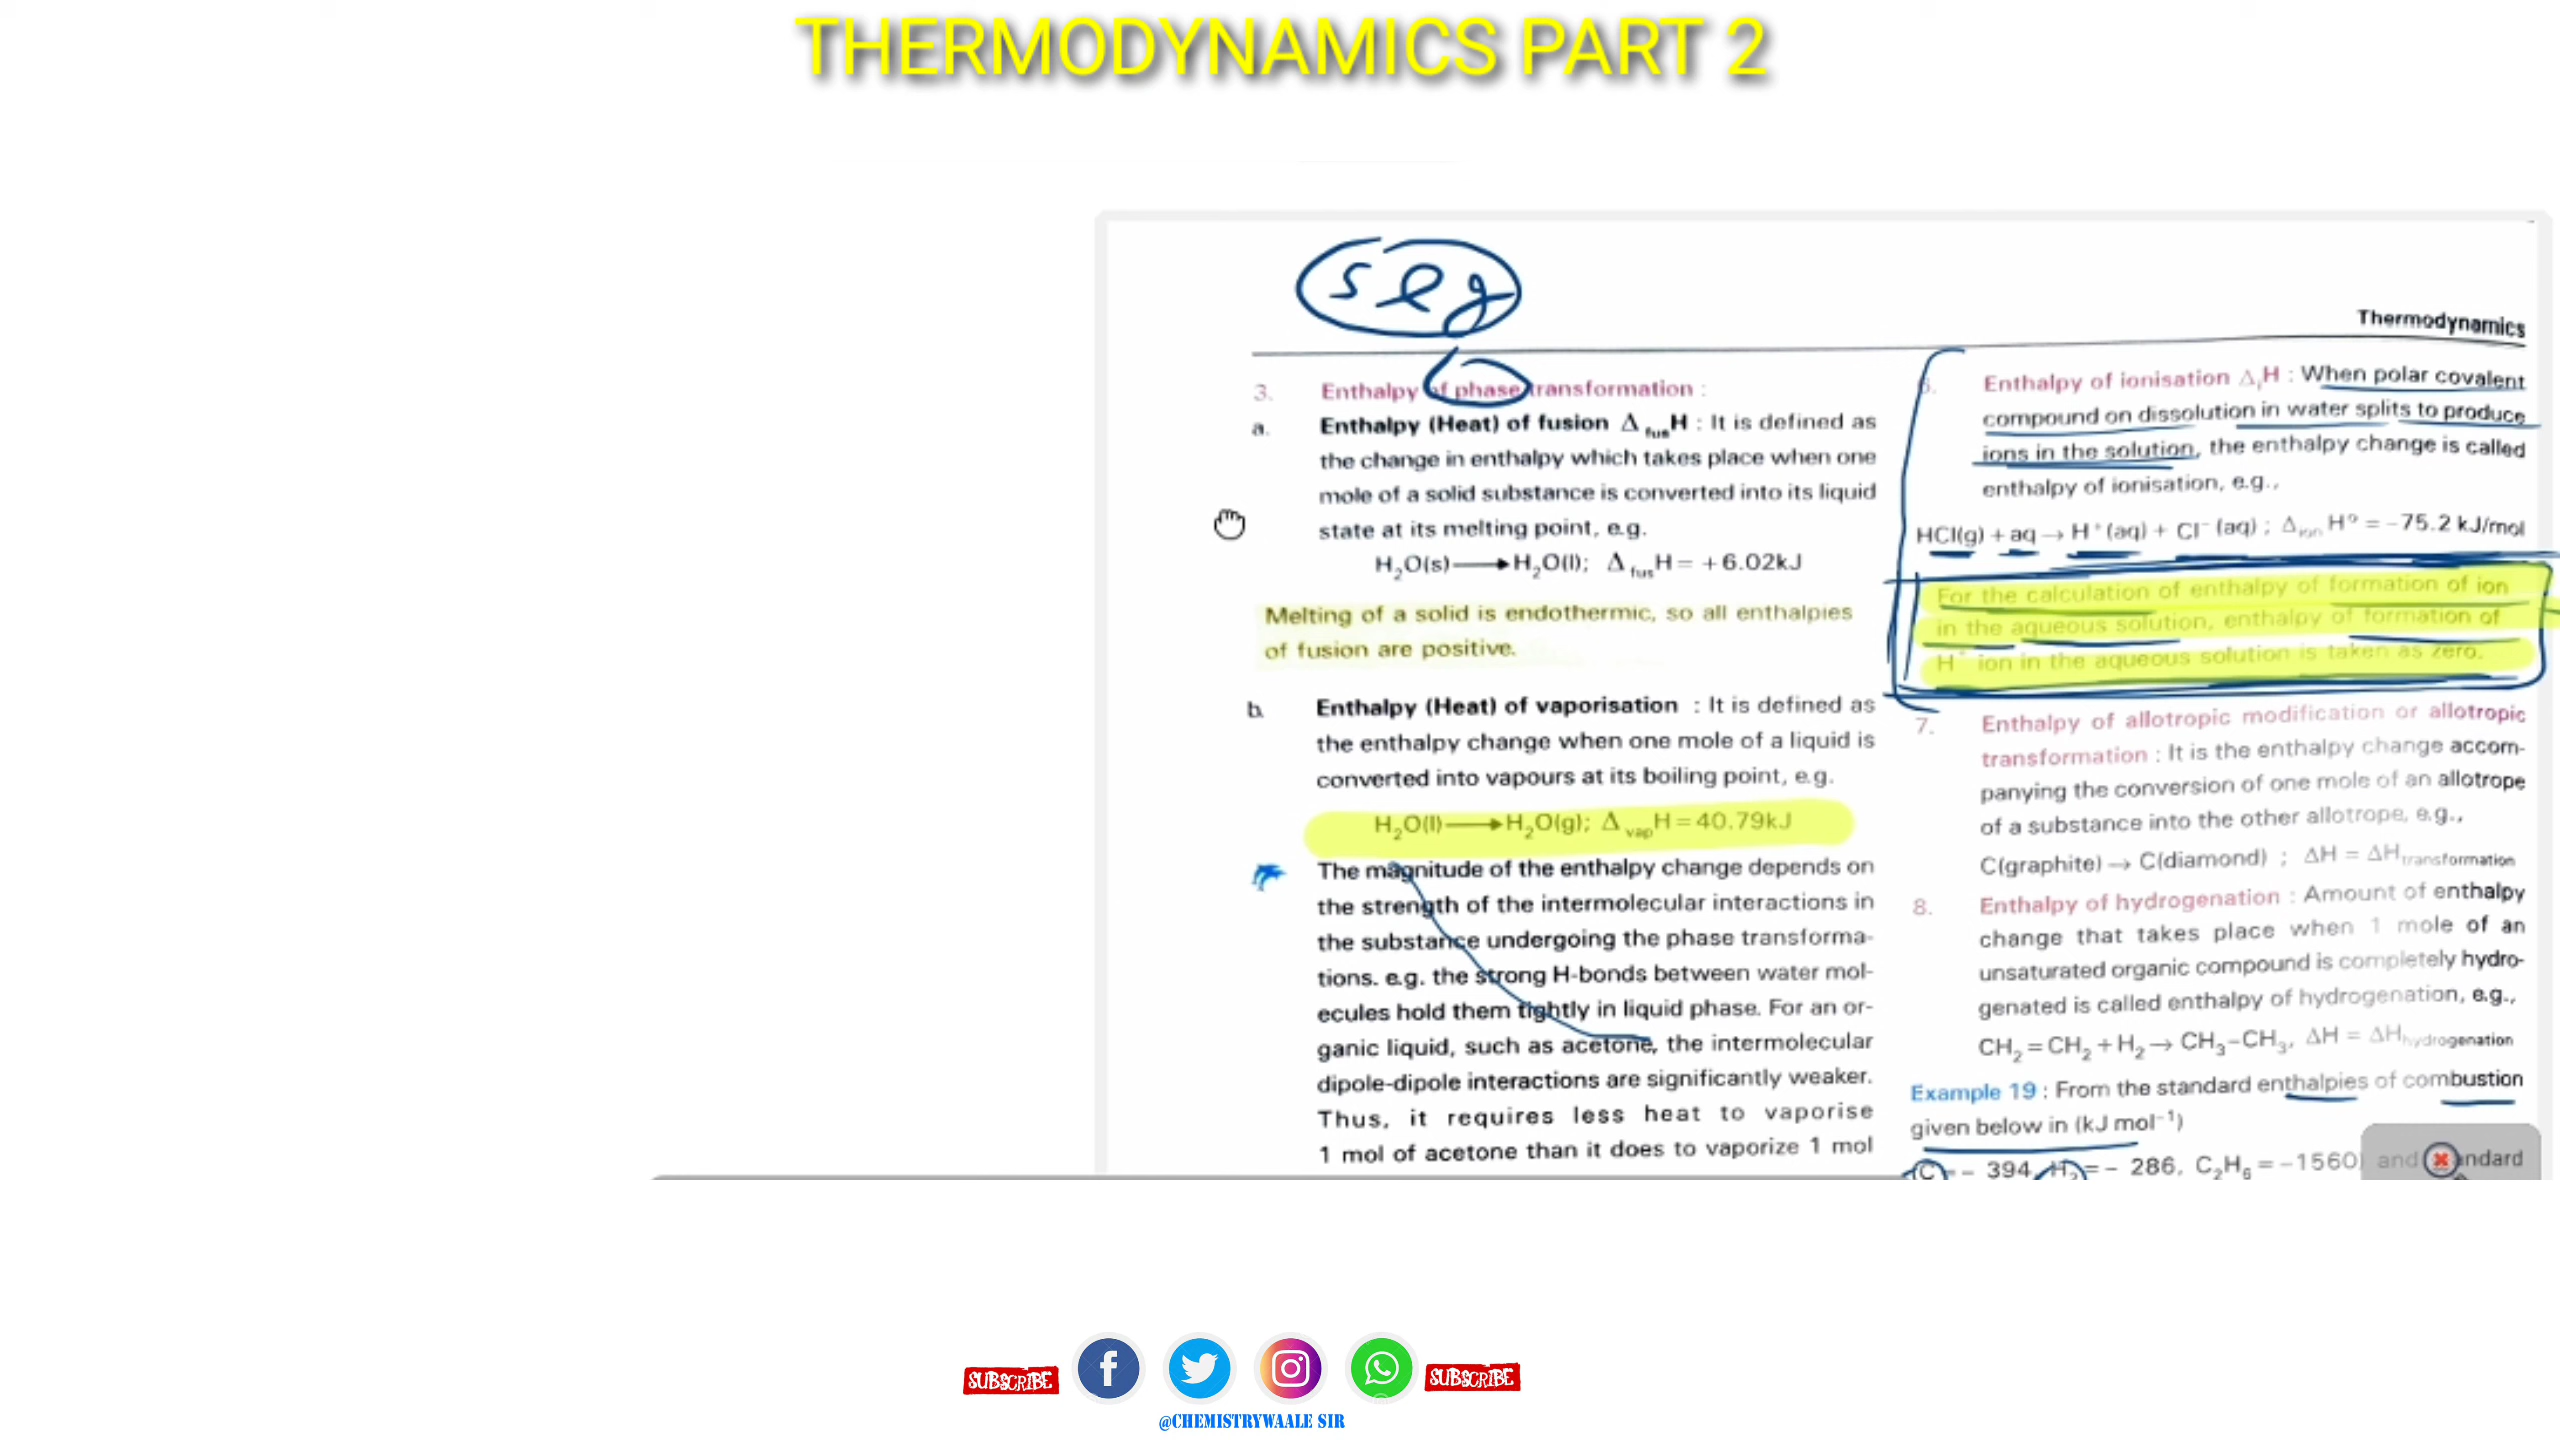 THERMODYNAMICS PART 2
s l g
Thermodynamics
3. Enthalpy of phase transformation :
a. Enthalpy (Heat) of fusion Δ fus H : It is defined as
the change in enthalpy which takes place when one
mole of a solid substance is converted into its liquid
state at its melting point, e.g.
H₂O(s) ⟶ H₂O(l); Δ fus H = +6.02kJ
Melting of a solid is endothermic, so all enthalpies
of fusion are positive.
b. Enthalpy (Heat) of vaporisation : It is defined as
the enthalpy change when one mole of a liquid is
converted into vapours at its boiling point, e.g.
H₂O(l) ⟶ H₂O(g); Δ vap H = 40.79kJ
The magnitude of the enthalpy change depends on
the strength of the intermolecular interactions in
the substance undergoing the phase transforma-
tions. e.g. the strong H-bonds between water mol-
ecules hold them tightly in liquid phase. For an or-
ganic liquid, such as acetone, the intermolecular
dipole-dipole interactions are significantly weaker.
Thus, it requires less heat to vaporise
1 mol of acetone than it does to vaporize 1 mol
6. Enthalpy of ionisation ΔᵢH : When polar covalent
compound on dissolution in water splits to produce
ions in the solution, the enthalpy change is called
enthalpy of ionisation, e.g.,
HCl(g) + aq → H⁺(aq) + Cl⁻(aq) ; Δ ion H° = −75.2 kJ/mol
For the calculation of enthalpy of formation of ion
in the aqueous solution, enthalpy of formation of
H⁺ ion in the aqueous solution is taken as zero.
7. Enthalpy of allotropic modification or allotropic
transformation : It is the enthalpy change accom-
panying the conversion of one mole of an allotrope
of a substance into the other allotrope, e.g.,
C(graphite) → C(diamond) ; ΔH = ΔH transformation
8. Enthalpy of hydrogenation : Amount of enthalpy
change that takes place when 1 mole of an
unsaturated organic compound is completely hydro-
genated is called enthalpy of hydrogenation, e.g.,
CH₂=CH₂ + H₂ → CH₃−CH₃, ΔH = ΔH hydrogenation
Example 19 : From the standard enthalpies of combustion
given below in (kJ mol⁻¹)
C = − 394, H₂ = − 286, C₂H₆ = −1560 and
SUBSCRIBE
SUBSCRIBE
@CHEMISTRYWAALE SIR